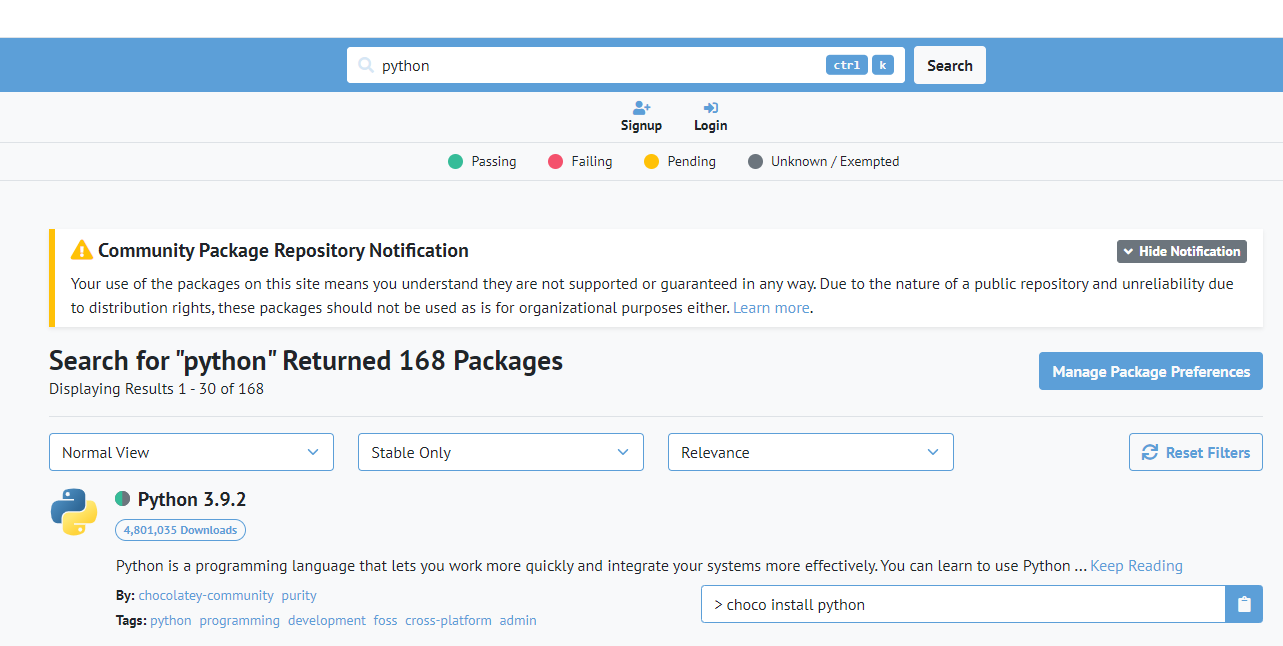 python ctrl k Search
Signup Login
Passing Failing Pending Unknown / Exempted
Community Package Repository Notification Hide Notification
Your use of the packages on this site means you understand they are not supported or guaranteed in any way. Due to the nature of a public repository and unreliability due
to distribution rights, these packages should not be used as is for organizational purposes either. Learn more.
Search for "python" Returned 168 Packages
Displaying Results 1 - 30 of 168
Manage Package Preferences
Normal View Stable Only Relevance Reset Filters
Python 3.9.2
4,801,035 Downloads
Python is a programming language that lets you work more quickly and integrate your systems more effectively. You can learn to use Python ... Keep Reading
By: chocolatey-community purity
> choco install python
Tags: python programming development foss cross-platform admin